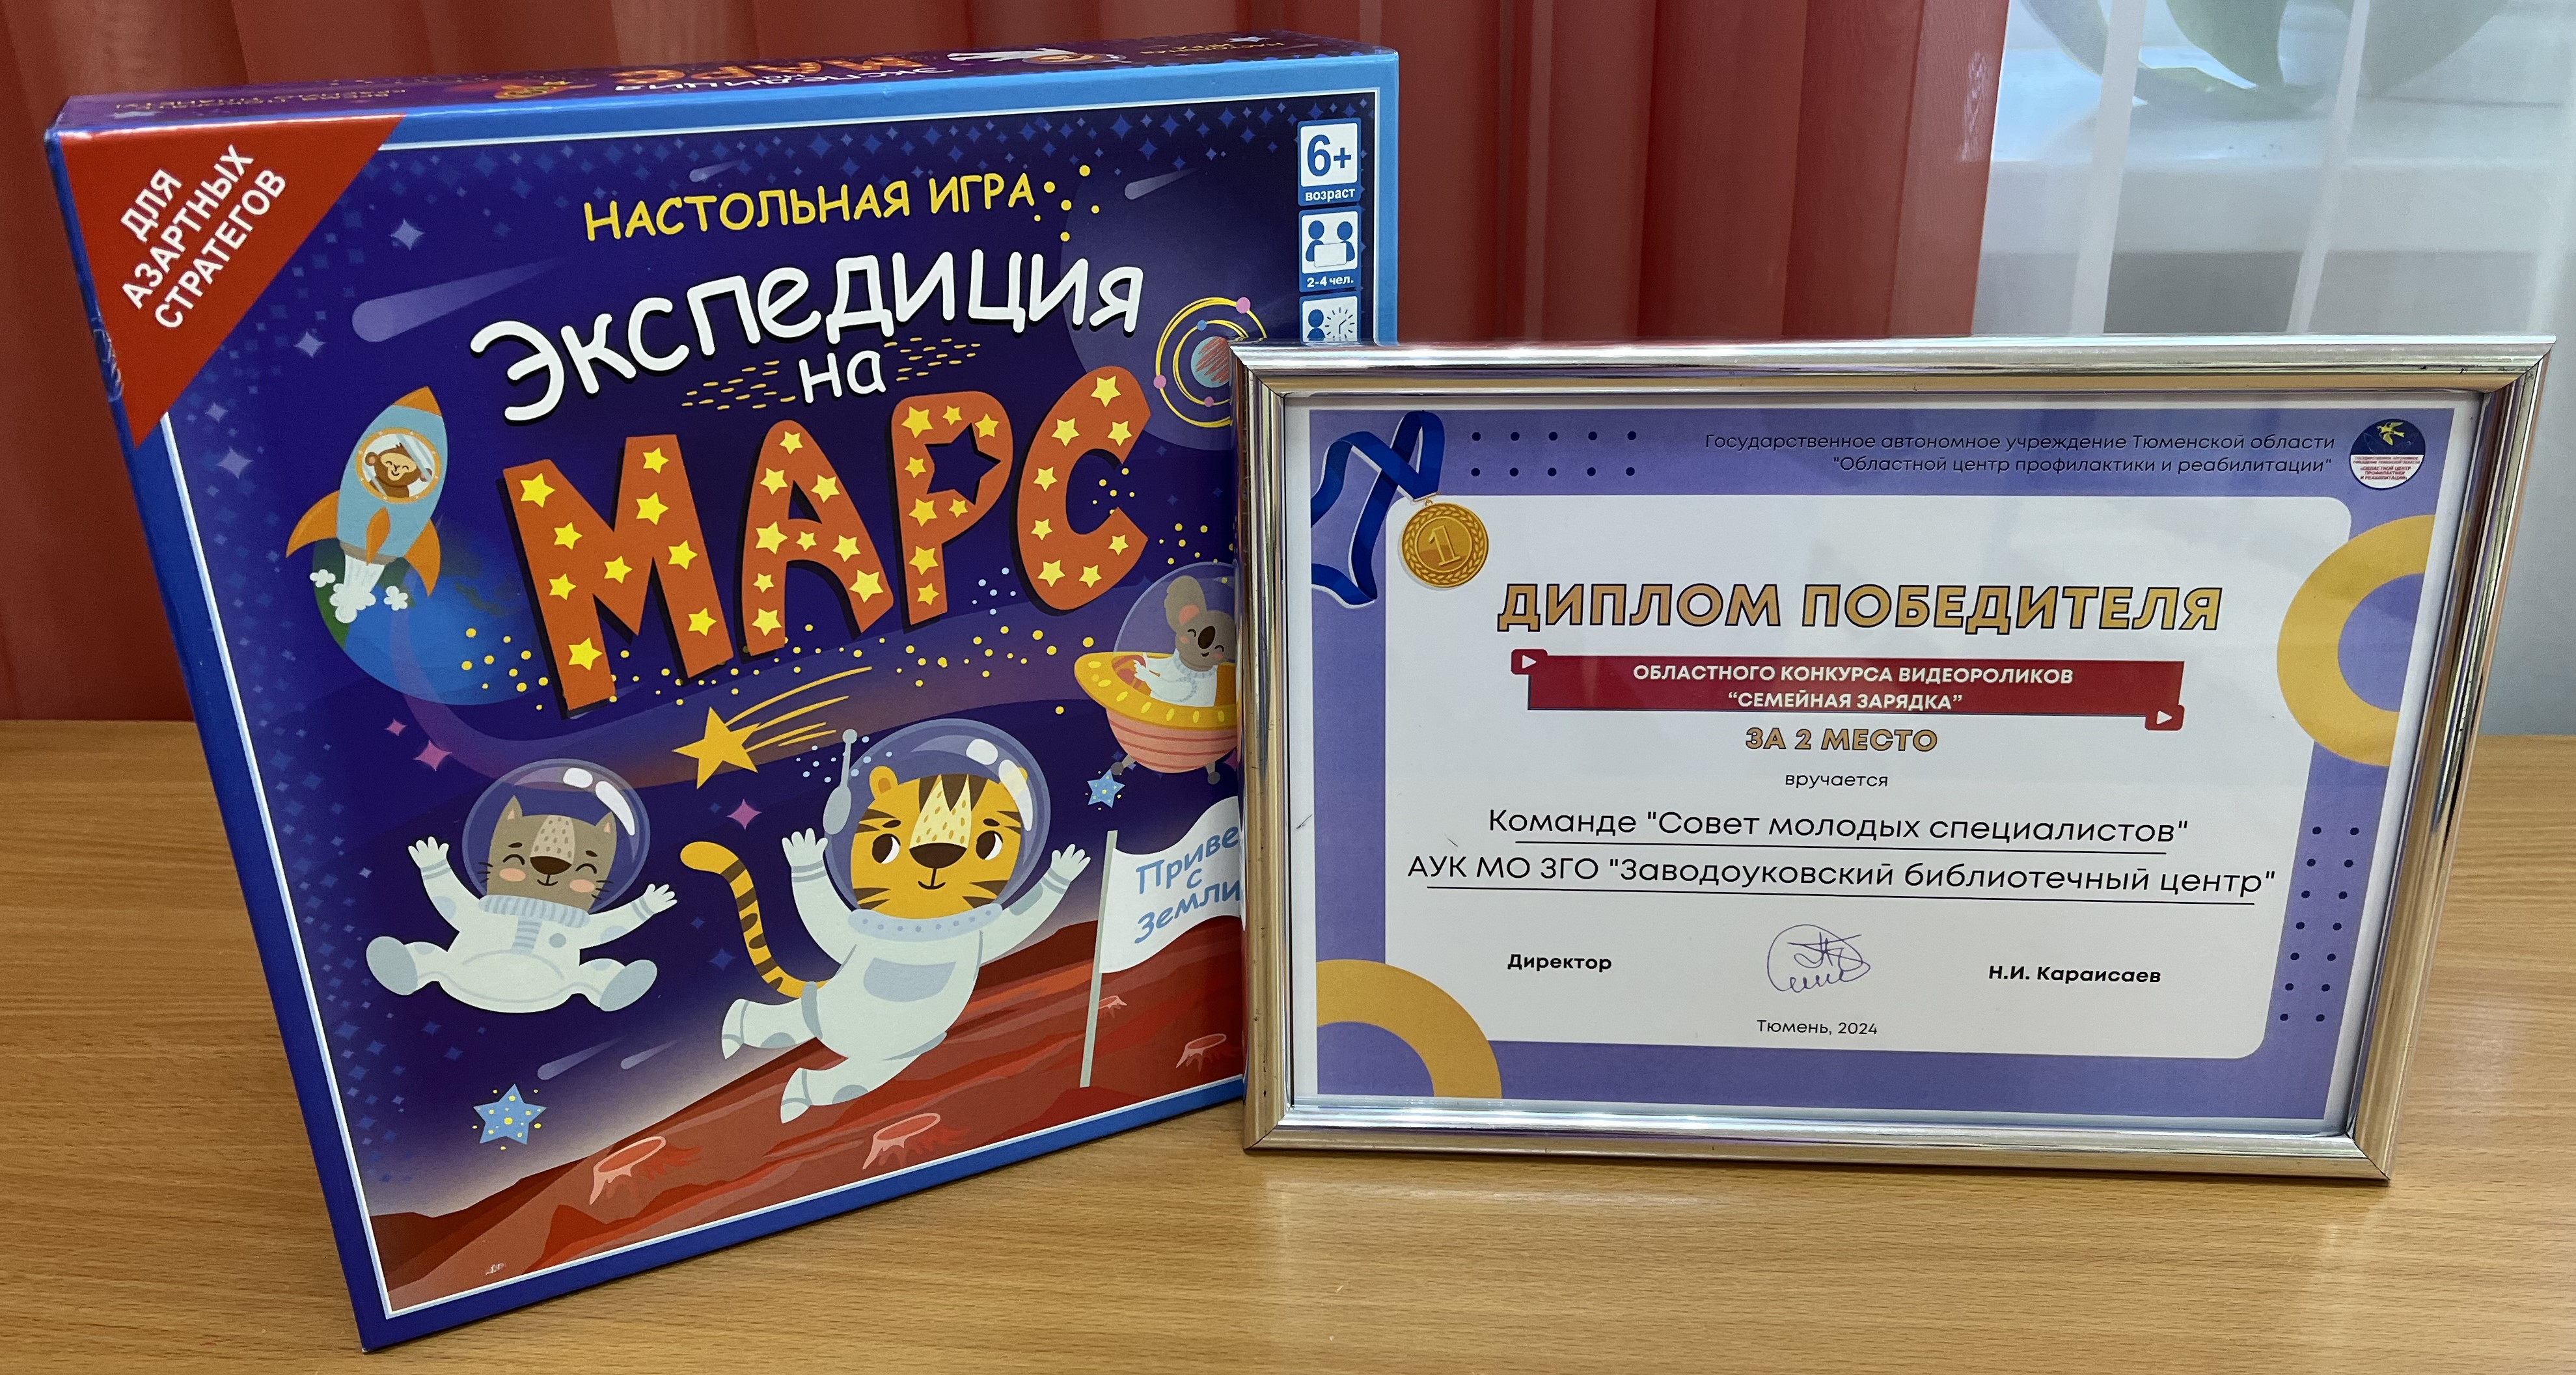 ДЛЯ
АЗАРТНЫХ
СТРАТЕГОВ
НАСТОЛЬНАЯ ИГРА
Экспедиция
на
МАРС
6+
возраст
2-4 чел.
Приве
с
Земли
Государственное автономное учреждение Тюменской области
"Областной центр профилактики и реабилитации"
1
ДИПЛОМ ПОБЕДИТЕЛЯ
ОБЛАСТНОГО КОНКУРСА ВИДЕОРОЛИКОВ
“СЕМЕЙНАЯ ЗАРЯДКА”
ЗА 2 МЕСТО
вручается
Команде "Совет молодых специалистов"
АУК МО ЗГО "Заводоуковский библиотечный центр"
Директор
Н.И. Караисаев
Тюмень, 2024